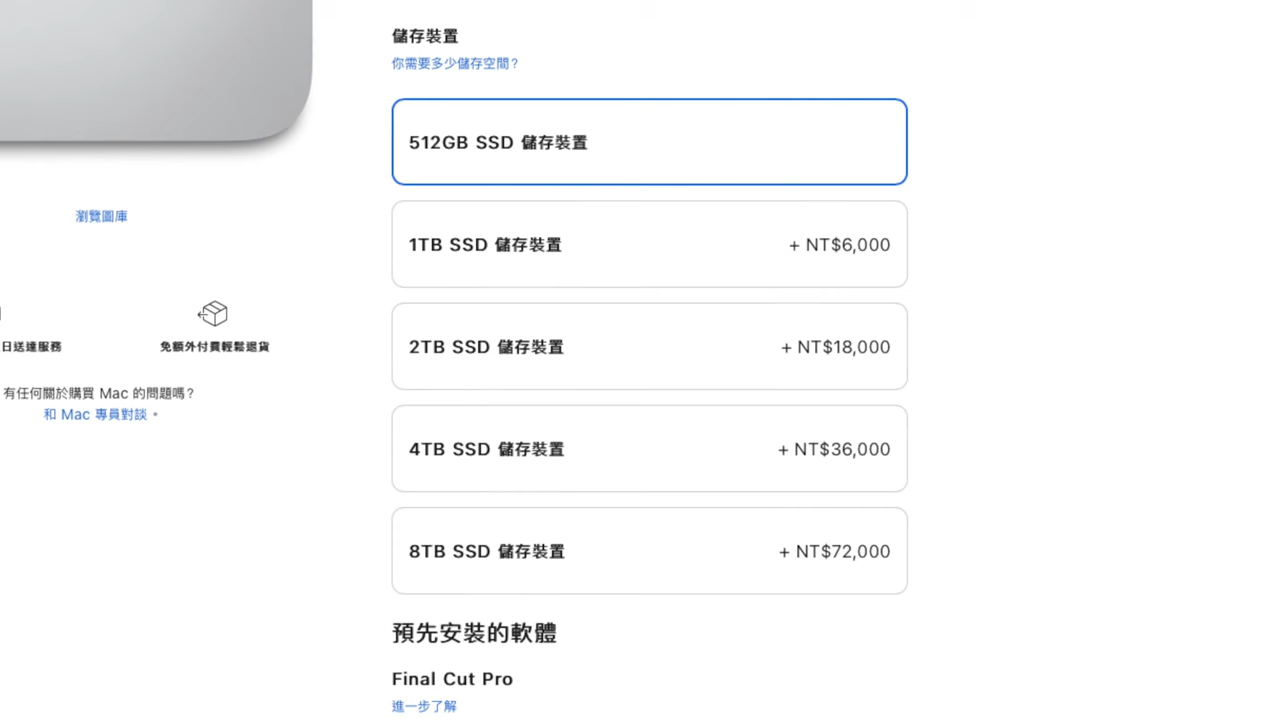 儲存裝置
你需要多少儲存空間？
512GB SSD 儲存裝置
1TB SSD 儲存裝置 + NT$6,000
2TB SSD 儲存裝置 + NT$18,000
4TB SSD 儲存裝置 + NT$36,000
8TB SSD 儲存裝置 + NT$72,000
預先安裝的軟體
Final Cut Pro
進一步了解
瀏覽圖庫
日送達服務
免額外付費輕鬆退貨
有任何關於購買 Mac 的問題嗎？
和 Mac 專員對談。